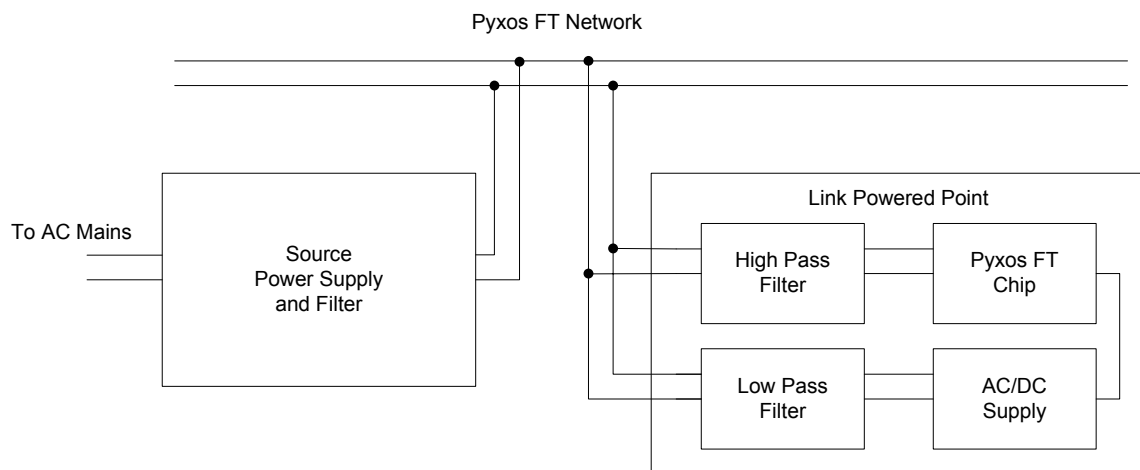 Pyxos FT Network
To AC Mains
Source
Power Supply
and Filter
Link Powered Point
High Pass
Filter
Pyxos FT
Chip
Low Pass
Filter
AC/DC
Supply